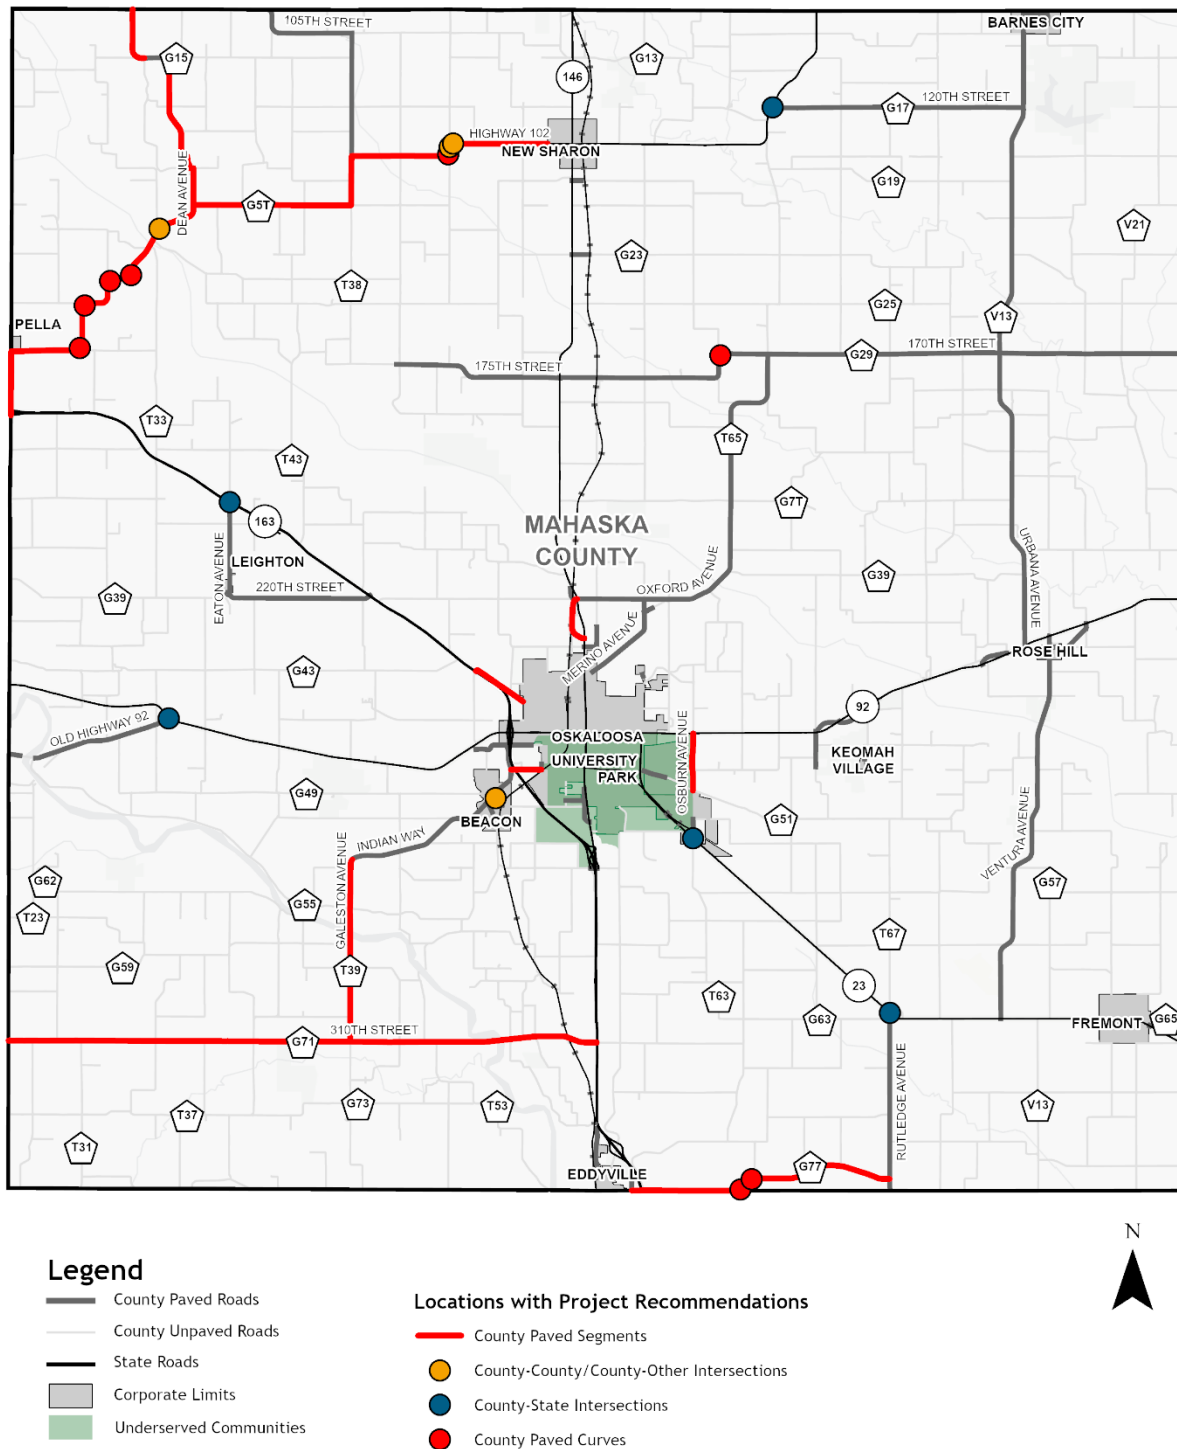 105TH STREET
BARNES CITY
G15
G13
146
120TH STREET
G17
HIGHWAY 102
NEW SHARON
DEAN AVENUE
G19
G5T
V21
G23
T38
G25
PELLA
V13
170TH STREET
G29
175TH STREET
T33
T65
T43
G7T
163
MAHASKA
COUNTY
LEIGHTON
EATON AVENUE
220TH STREET
OXFORD AVENUE
URBANA AVENUE
G39
G39
MERINO AVENUE
ROSE HILL
G43
92
OLD HIGHWAY 92
OSKALOOSA
UNIVERSITY
PARK
OSBURN AVENUE
KEOMAH
VILLAGE
G49
BEACON
G51
INDIAN WAY
VENTURA AVENUE
G62
G57
GALESTON AVENUE
G55
T23
T67
G59
T39
23
T63
G63
310TH STREET
FREMONT
G65
G71
RUTLEDGE AVENUE
G73
T53
V13
T37
T31
EDDYVILLE
G77
N
Legend
County Paved Roads
County Unpaved Roads
State Roads
Corporate Limits
Underserved Communities
Locations with Project Recommendations
County Paved Segments
County-County/County-Other Intersections
County-State Intersections
County Paved Curves